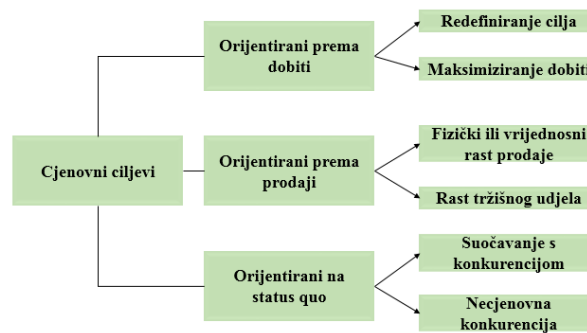 Redefiniranje cilja
Orijentirani prema
dobiti
Maksimiziranje dobiti
Fizički ili vrijednosni
rast prodaje
Cjenovni ciljevi
Orijentirani prema
prodaji
Rast tržišnog udjela
Suočavanje s
konkurencijom
Orijentirani na
status quo
Necjenovna
konkurencija